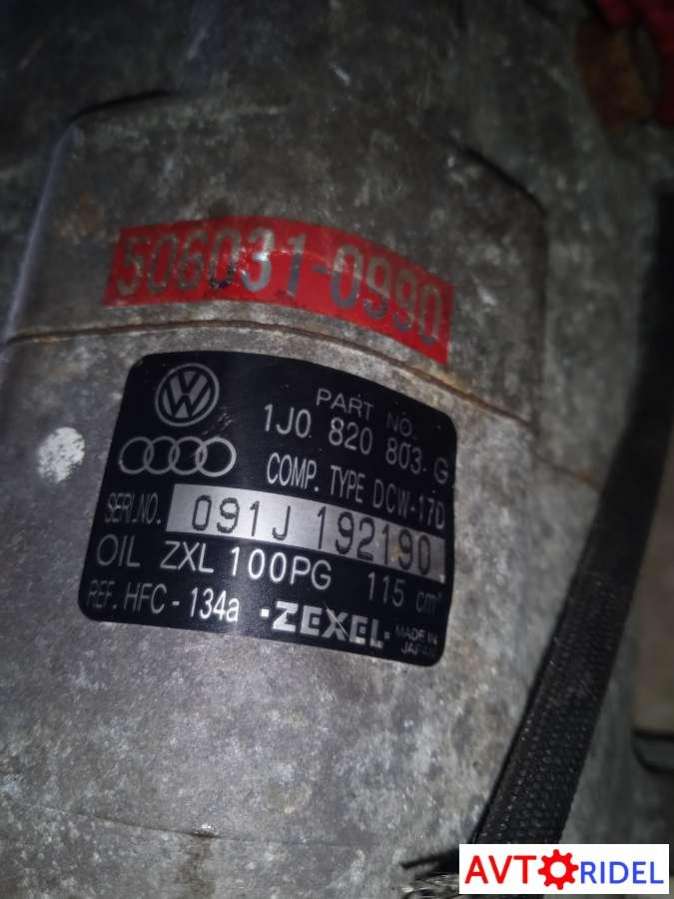 506031-0990
PART NO.
1J0 820 803 G
COMP. TYPE DCW-17D
SERI.NO. 091J 192190
OIL ZXL 100PG 115 cm³
REF. HFC-134a ·ZEXEL· MADE IN
JAPAN
AVTORIDEL